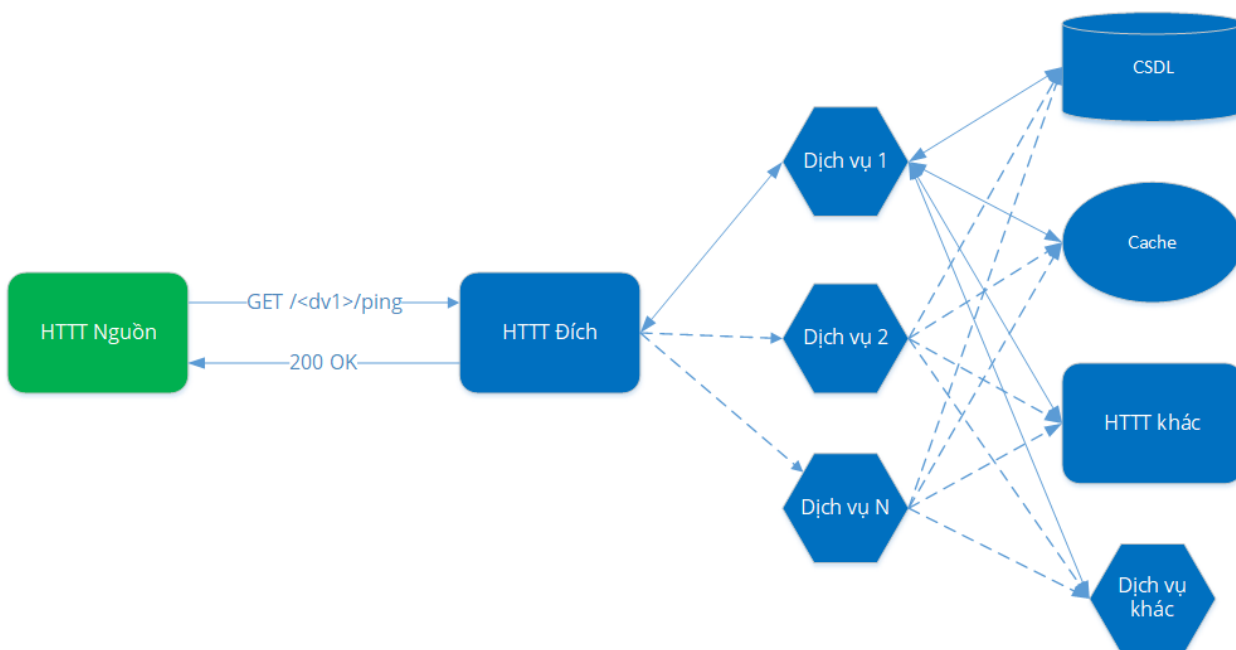 CSDL
Dịch vụ 1
Cache
GET /<dv1>/ping
HTTT Nguồn
HTTT Đích
Dịch vụ 2
200 OK
HTTT khác
Dịch vụ N
Dịch vụ
khác